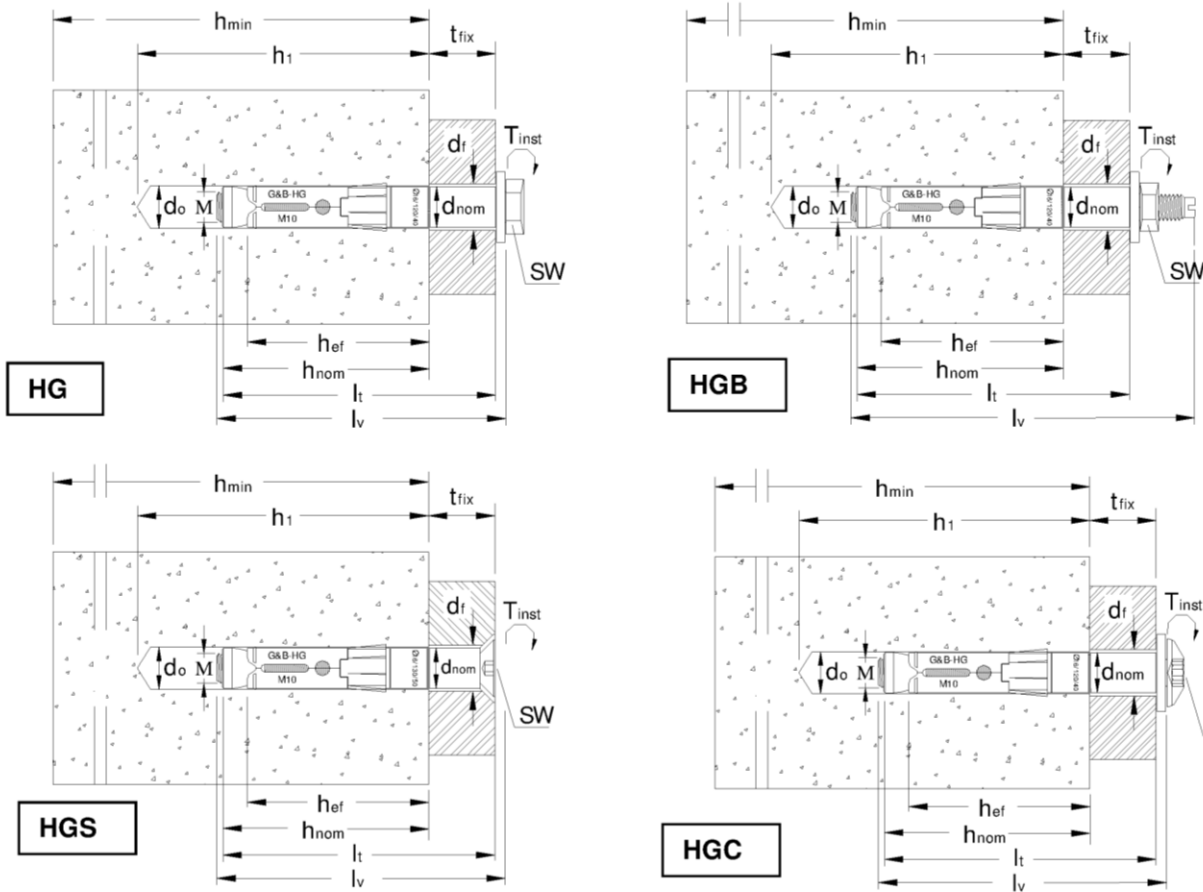 hmin
h1
tfix
Tinst
df
do
M
G&B-HG
M10
dnom
SW
hef
hnom
lt
lv
HG
hmin
h1
tfix
Tinst
df
do
M
G&B-HG
M10
dnom
SW
hef
hnom
lt
lv
HGB
hmin
h1
tfix
Tinst
df
do
M
G&B-HG
M10
dnom
SW
hef
hnom
lt
lv
HGS
hmin
h1
tfix
Tinst
df
do
M
G&B-HG
M10
dnom
hef
hnom
lt
lv
HGC